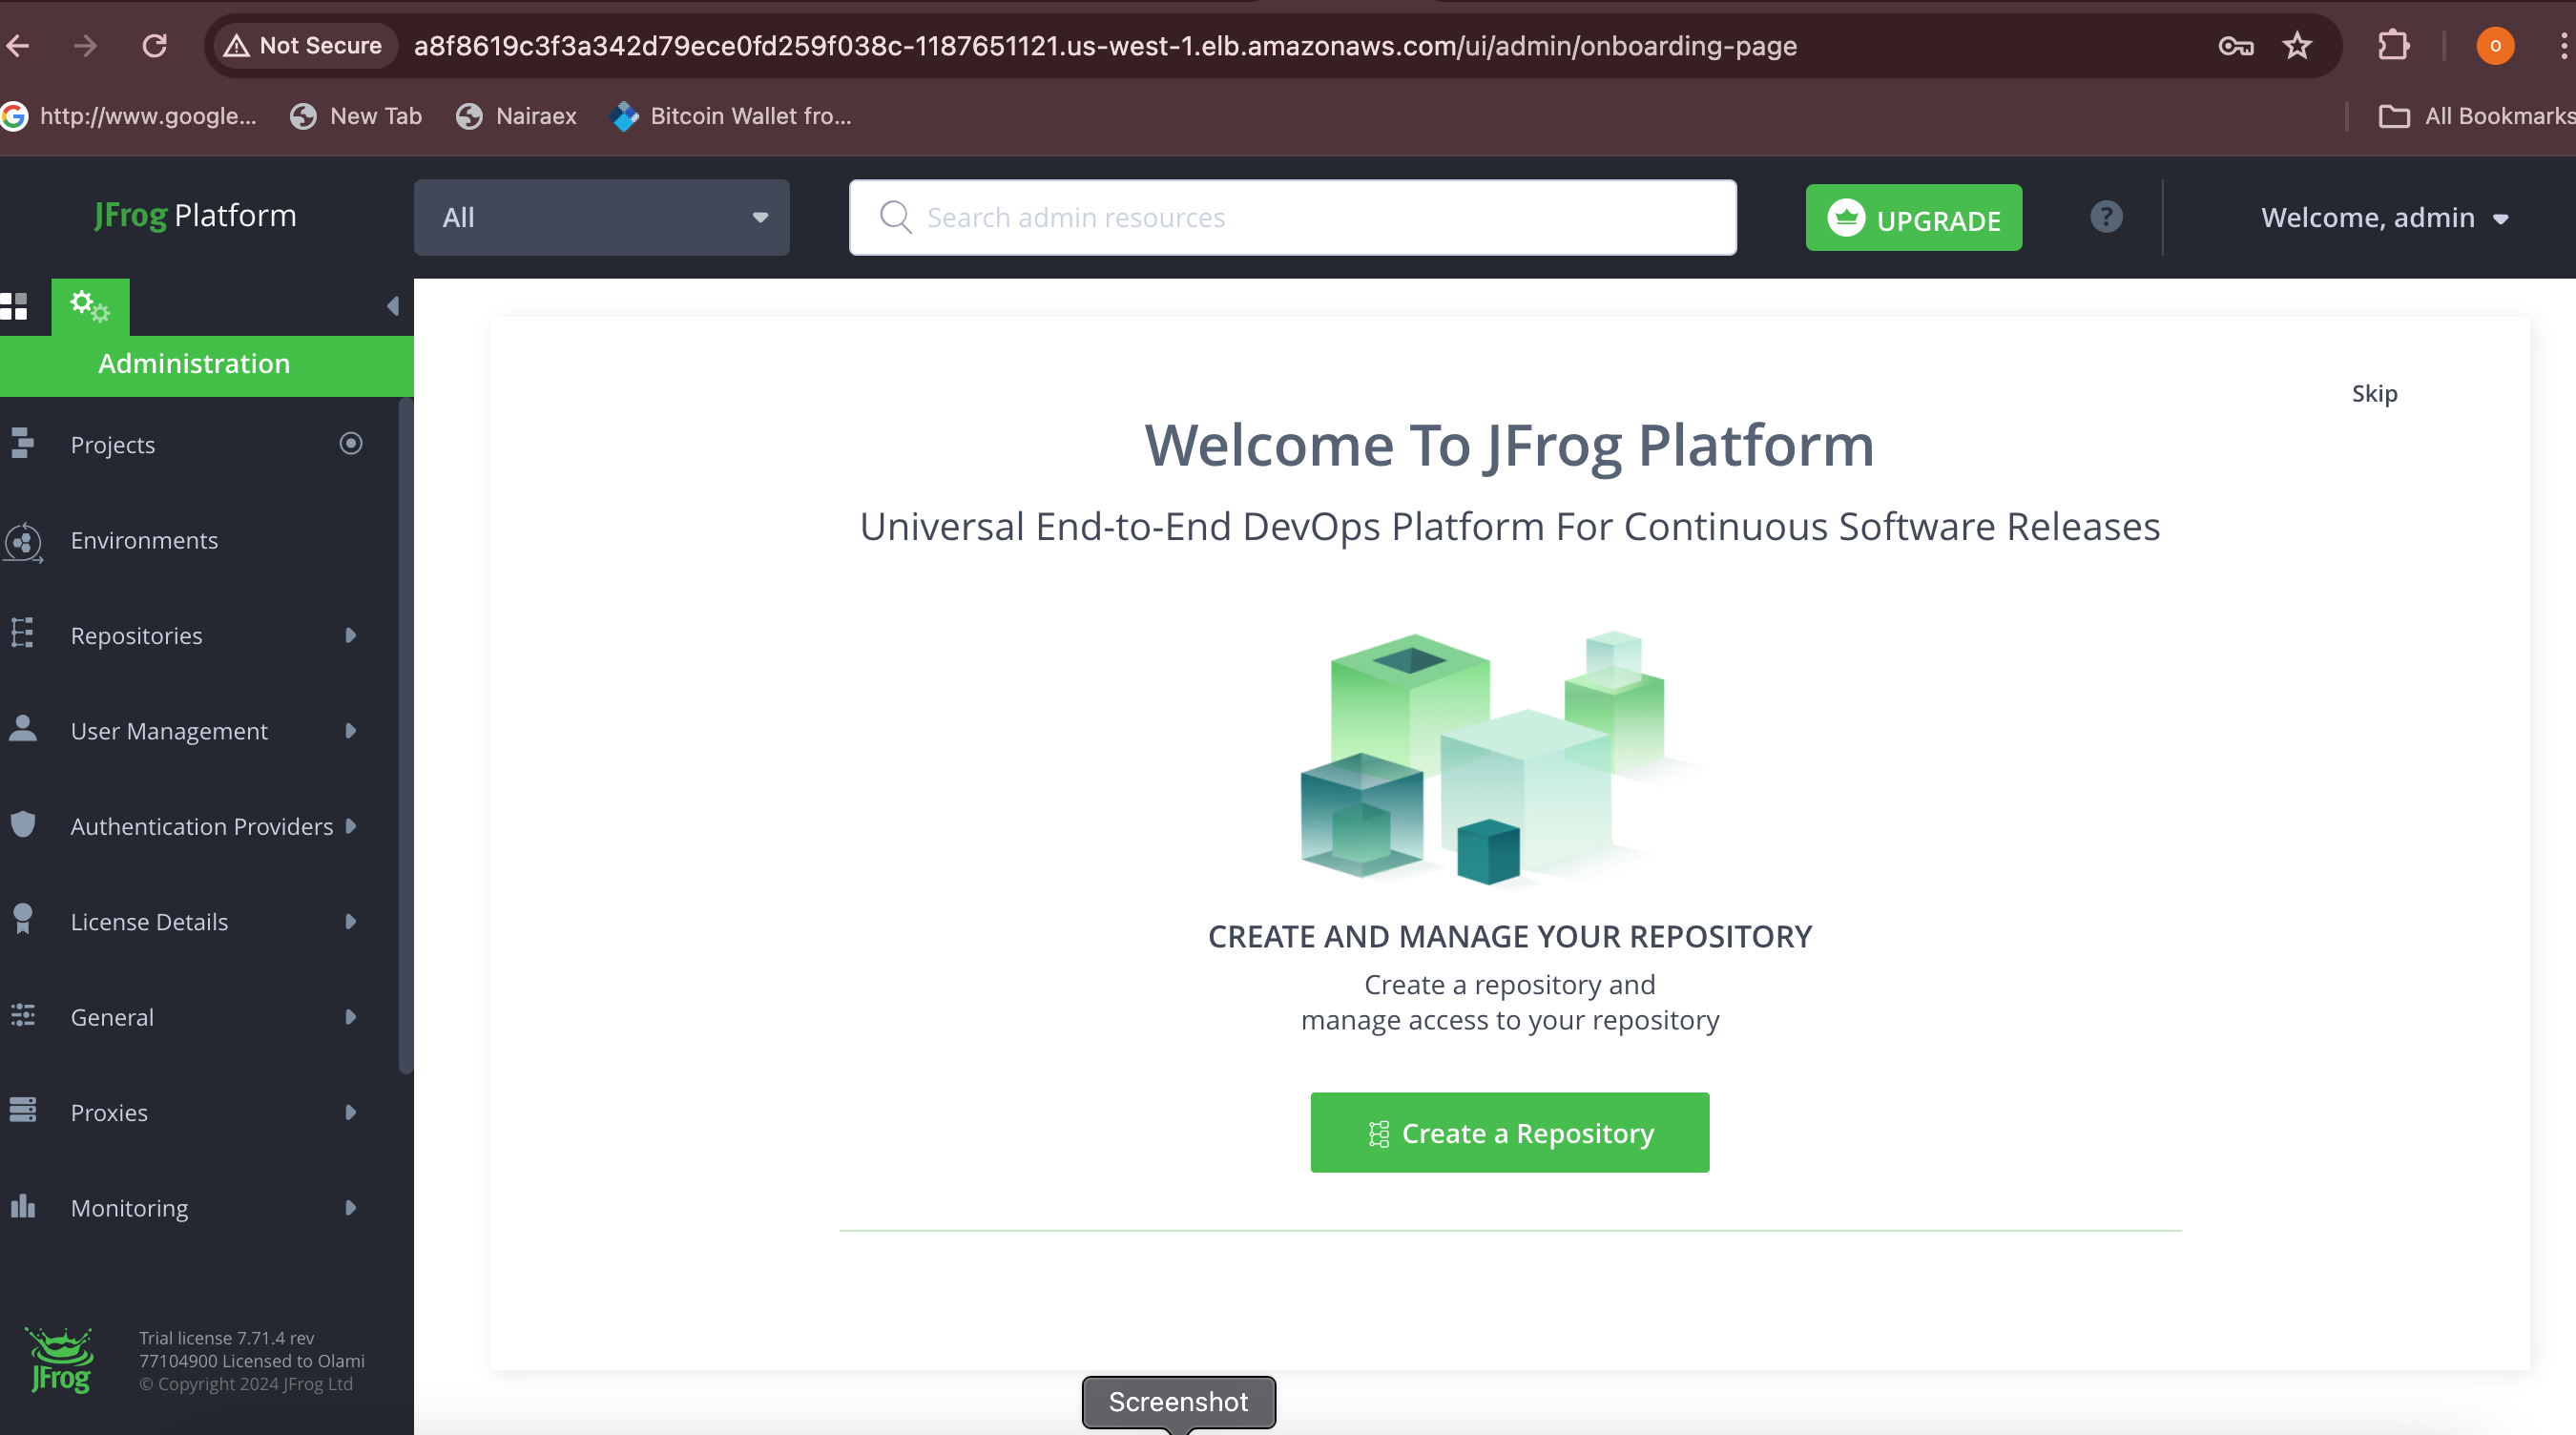 Not Secure
a8f8619c3f3a342d79ece0fd259f038c-1187651121.us-west-1.elb.amazonaws.com/ui/admin/onboarding-page
O
http://www.google...
New Tab
Nairaex
Bitcoin Wallet fro...
All Bookmarks
JFrog Platform
All
Search admin resources
UPGRADE
?
Welcome, admin
Administration
Projects
Environments
Repositories
User Management
Authentication Providers
License Details
General
Proxies
Monitoring
JFrog
Trial license 7.71.4 rev
77104900 Licensed to Olami
© Copyright 2024 JFrog Ltd
Skip
Welcome To JFrog Platform
Universal End-to-End DevOps Platform For Continuous Software Releases
CREATE AND MANAGE YOUR REPOSITORY
Create a repository and
manage access to your repository
Create a Repository
Screenshot